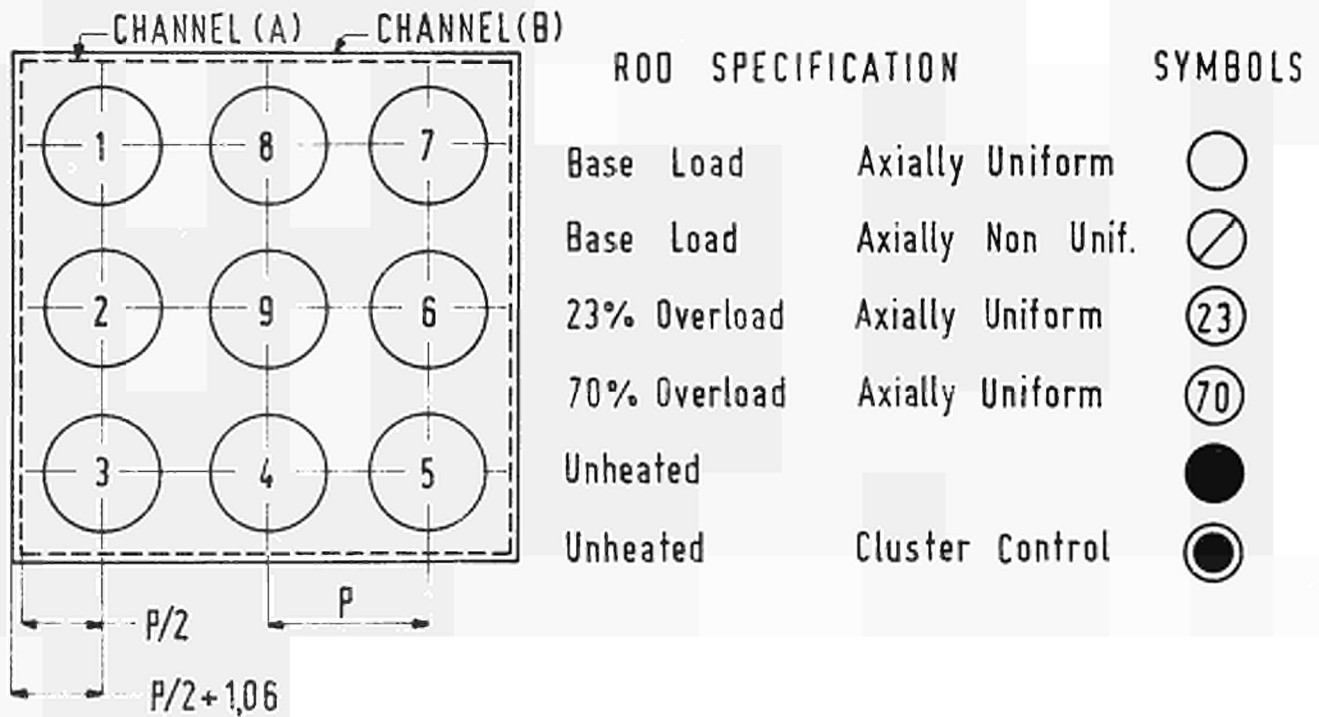 CHANNEL (A) CHANNEL(B)
1 8 7
2 9 6
3 4 5
P/2
P
P/2+1,06
ROD SPECIFICATION SYMBOLS
Base Load Axially Uniform
Base Load Axially Non Unif.
23% Overload Axially Uniform 23
70% Overload Axially Uniform 70
Unheated
Unheated Cluster Control